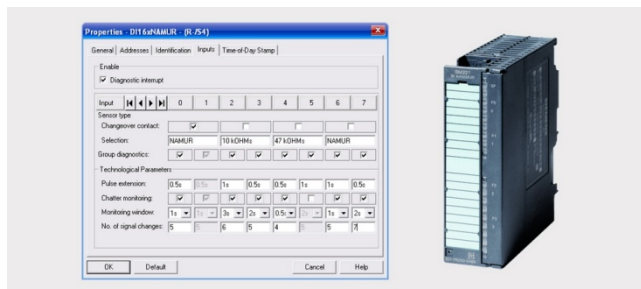 Properties - DI16xNAMUR - (R-/S4)
General Addresses Identification Inputs Time-of-Day Stamp
Enable
Diagnostic interrupt
Input 0 1 2 3 4 5 6 7
Sensor type
Changeover contact:
Selection: NAMUR 10 kOHMs 47 kOHMs NAMUR
Group diagnostics:
Technological Parameters
Pulse extension: 0.5s 0.5s 1s 0.5s 0.5s 1s 1s 0.5s
Chatter monitoring:
Monitoring window: 1s 1s 3s 2s 0.5s 2s 1s 2s
No. of signal changes: 5 5 6 5 4 5 5 7
OK Default Cancel Help